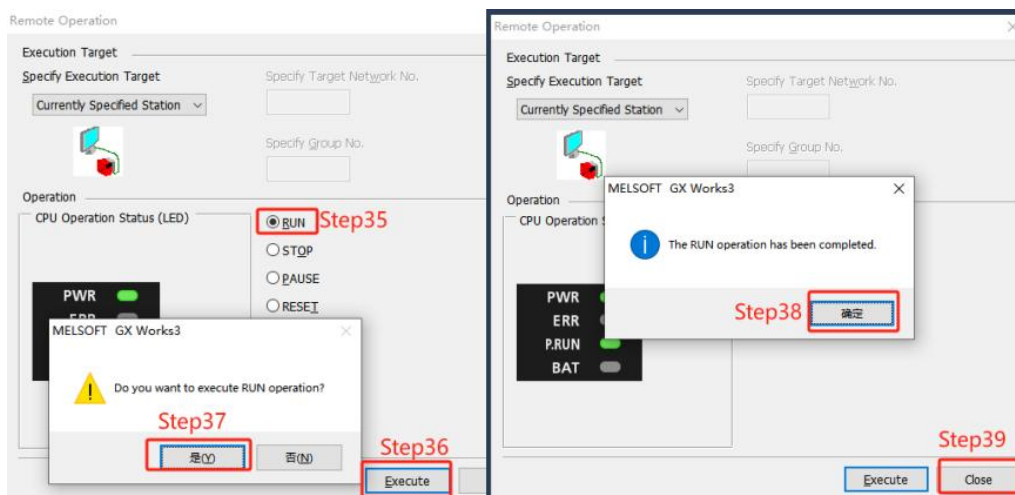 Remote Operation
Execution Target
Specify Execution Target
Specify Target Network No.
Currently Specified Station
Specify Group No.
Operation
CPU Operation Status (LED)
RUN
Step35
STOP
PAUSE
RESET
PWR
MELSOFT GX Works3
Do you want to execute RUN operation?
Step37
是(Y)
否(N)
Step36
Execute
Remote Operation
Execution Target
Specify Execution Target
Specify Target Network No.
Currently Specified Station
Specify Group No.
Operation
CPU Operation
MELSOFT GX Works3
The RUN operation has been completed.
Step38
确定
PWR
ERR
P.RUN
BAT
Step39
Execute
Close